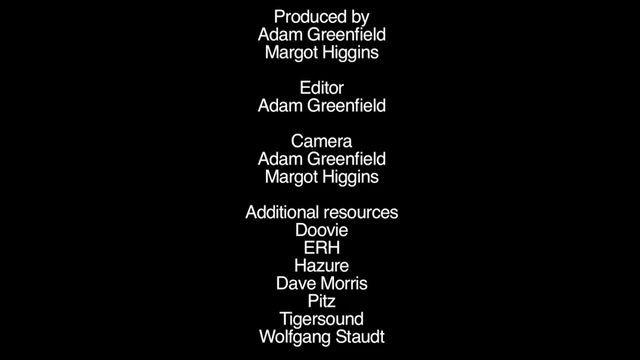 Produced by
Adam Greenfield
Margot Higgins
Editor
Adam Greenfield
Camera
Adam Greenfield
Margot Higgins
Additional resources
Doovie
ERH
Hazure
Dave Morris
Pitz
Tigersound
Wolfgang Staudt